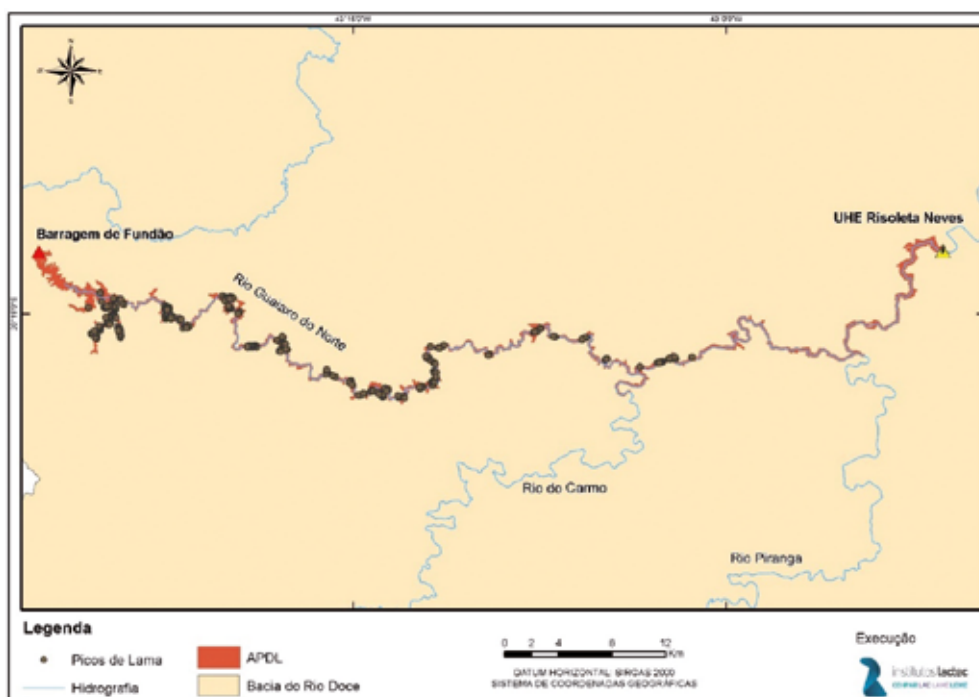 Barragem de Fundão
UHE Risoleta Neves
Rio Gualaxo do Norte
Rio do Carmo
Rio Piranga
Legenda
Picos de Lama
APDL
Hidrografia
Bacia do Rio Doce
0 2 4 8 12
Km
DATUM HORIZONTAL: SIRGAS 2000
SISTEMA DE COORDENADAS GEOGRÁFICAS
Execução
institutos lactec